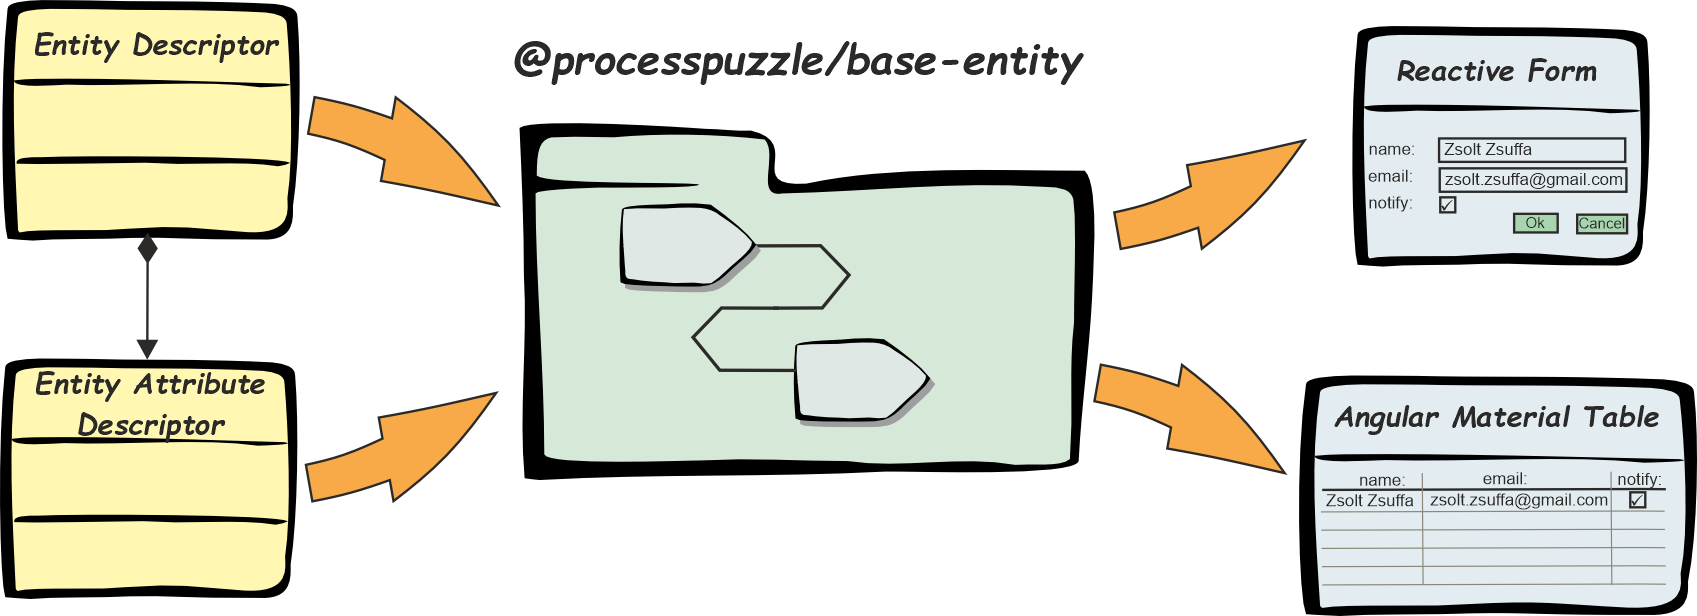 Entity Descriptor
Entity Attribute
Descriptor
@processpuzzle/base-entity
Reactive Form
name: Zsolt Zsuffa
email: zsolt.zsuffa@gmail.com
notify:
Ok Cancel
Angular Material Table
name: email: notify:
Zsolt Zsuffa zsolt.zsuffa@gmail.com